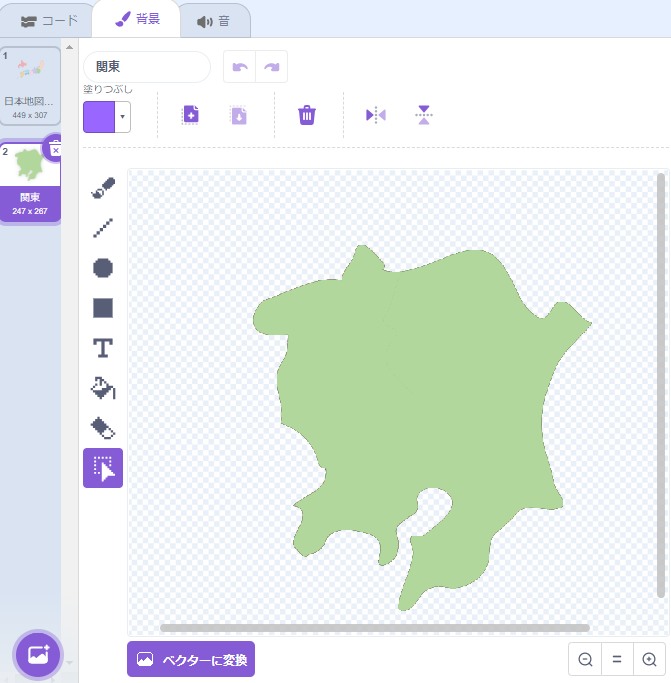 コード
背景
音
1
日本地図...
449 x 307
2
関東
247 x 267
関東
塗りつぶし
T
ベクターに変換